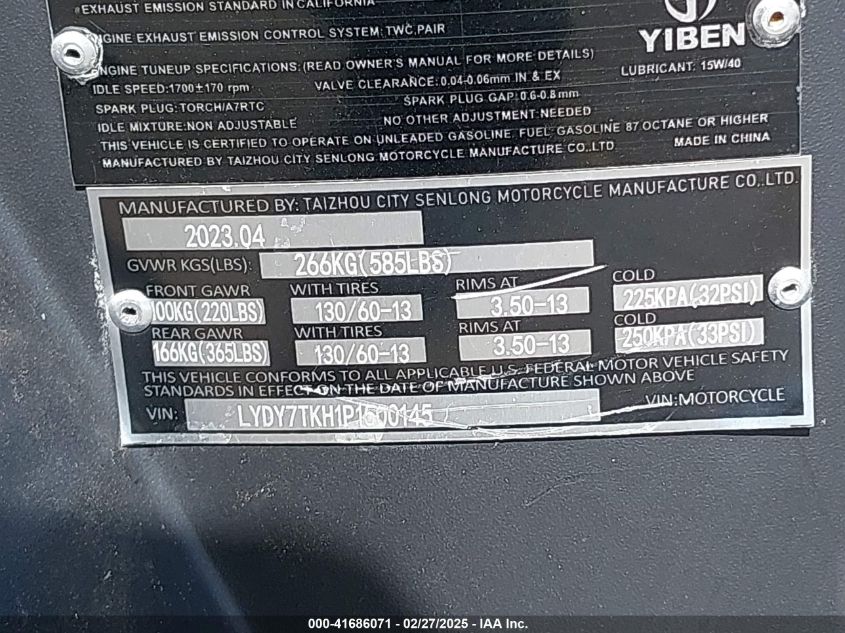 EXHAUST EMISSION STANDARD IN CALIFORNIA
ENGINE EXHAUST EMISSION CONTROL SYSTEM: TWC,PAIR
YIBEN
ENGINE TUNEUP SPECIFICATIONS: (READ OWNER'S MANUAL FOR MORE DETAILS)
LUBRICANT: 15W/40
IDLE SPEED:1700±170 rpm VALVE CLEARANCE: 0.04-0.06mm IN & EX
SPARK PLUG: TORCH/A7RTC SPARK PLUG GAP: 0.6-0.8mm
IDLE MIXTURE: NON ADJUSTABLE NO OTHER ADJUSTMENT NEEDED
THIS VEHICLE IS CERTIFIED TO OPERATE ON UNLEADED GASOLINE. FUEL GASOLINE 87 OCTANE OR HIGHER
MANUFACTURED BY TAIZHOU CITY SENLONG MOTORCYCLE MANUFACTURE CO.,LTD MADE IN CHINA
MANUFACTURED BY: TAIZHOU CITY SENLONG MOTORCYCLE MANUFACTURE CO.,LTD.
2023.04
GVWR KGS(LBS): 266KG(585LBS)
FRONT GAWR WITH TIRES RIMS AT COLD
100KG(220LBS) 130/60-13 3.50-13 225KPA(32PSI)
REAR GAWR WITH TIRES RIMS AT COLD
166KG(365LBS) 130/60-13 3.50-13 250KPA(33PSI)
THIS VEHICLE CONFORMS TO ALL APPLICABLE U.S. FEDERAL MOTOR VEHICLE SAFETY
STANDARDS IN EFFECT ON THE DATE OF MANUFACTURE SHOWN ABOVE
VIN: LYDY7TKH1P1500145 VIN:MOTORCYCLE
000-41686071 - 02/27/2025 - IAA Inc.